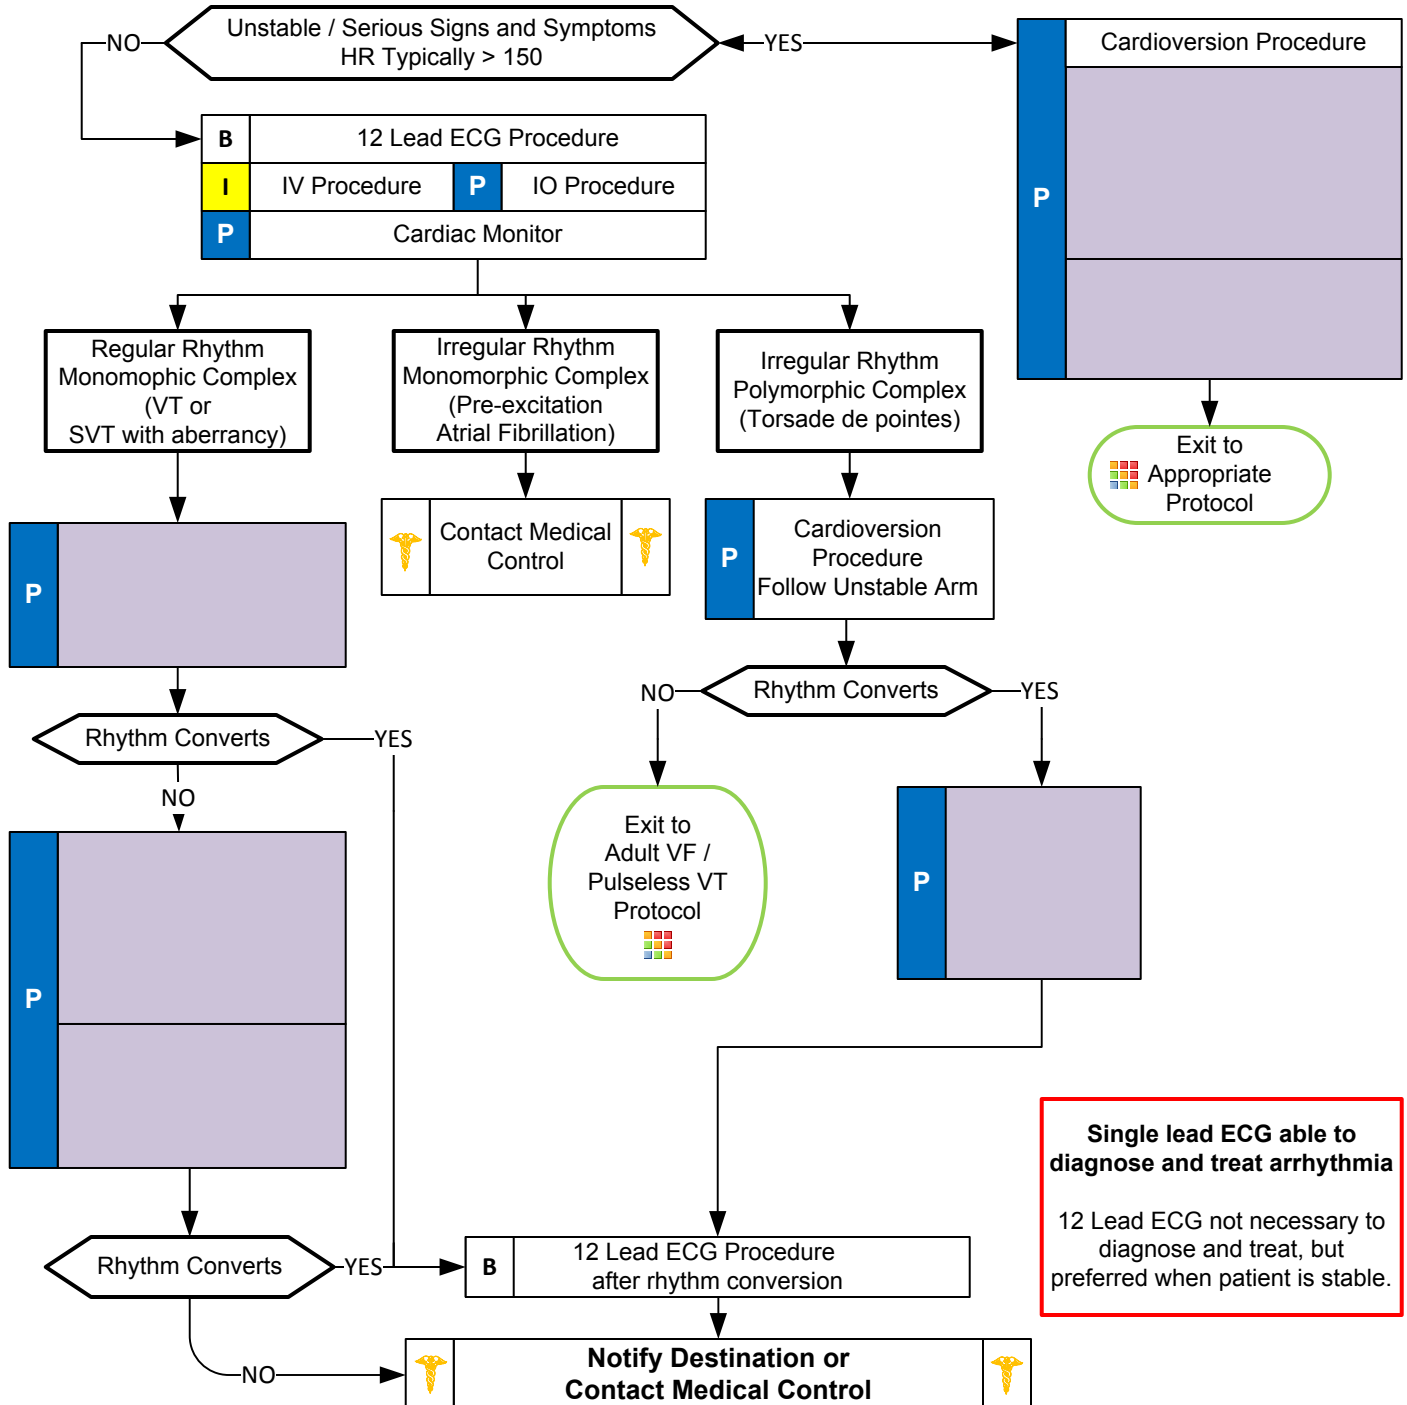 Unstable / Serious Signs and Symptoms
HR Typically > 150
NO
YES
Cardioversion Procedure
P
B
12 Lead ECG Procedure
I
IV Procedure
P
IO Procedure
P
Cardiac Monitor
Regular Rhythm
Monomophic Complex
(VT or
SVT with aberrancy)
Irregular Rhythm
Monomorphic Complex
(Pre-excitation
Atrial Fibrillation)
Irregular Rhythm
Polymorphic Complex
(Torsade de pointes)
Exit to
Appropriate
Protocol
P
Contact Medical
Control
P
Cardioversion
Procedure
Follow Unstable Arm
Rhythm Converts
YES
NO
Rhythm Converts
NO
YES
Exit to
Adult VF /
Pulseless VT
Protocol
P
P
Single lead ECG able to
diagnose and treat arrhythmia
12 Lead ECG not necessary to
diagnose and treat, but
preferred when patient is stable.
Rhythm Converts
YES
NO
B
12 Lead ECG Procedure
after rhythm conversion
Notify Destination or
Contact Medical Control